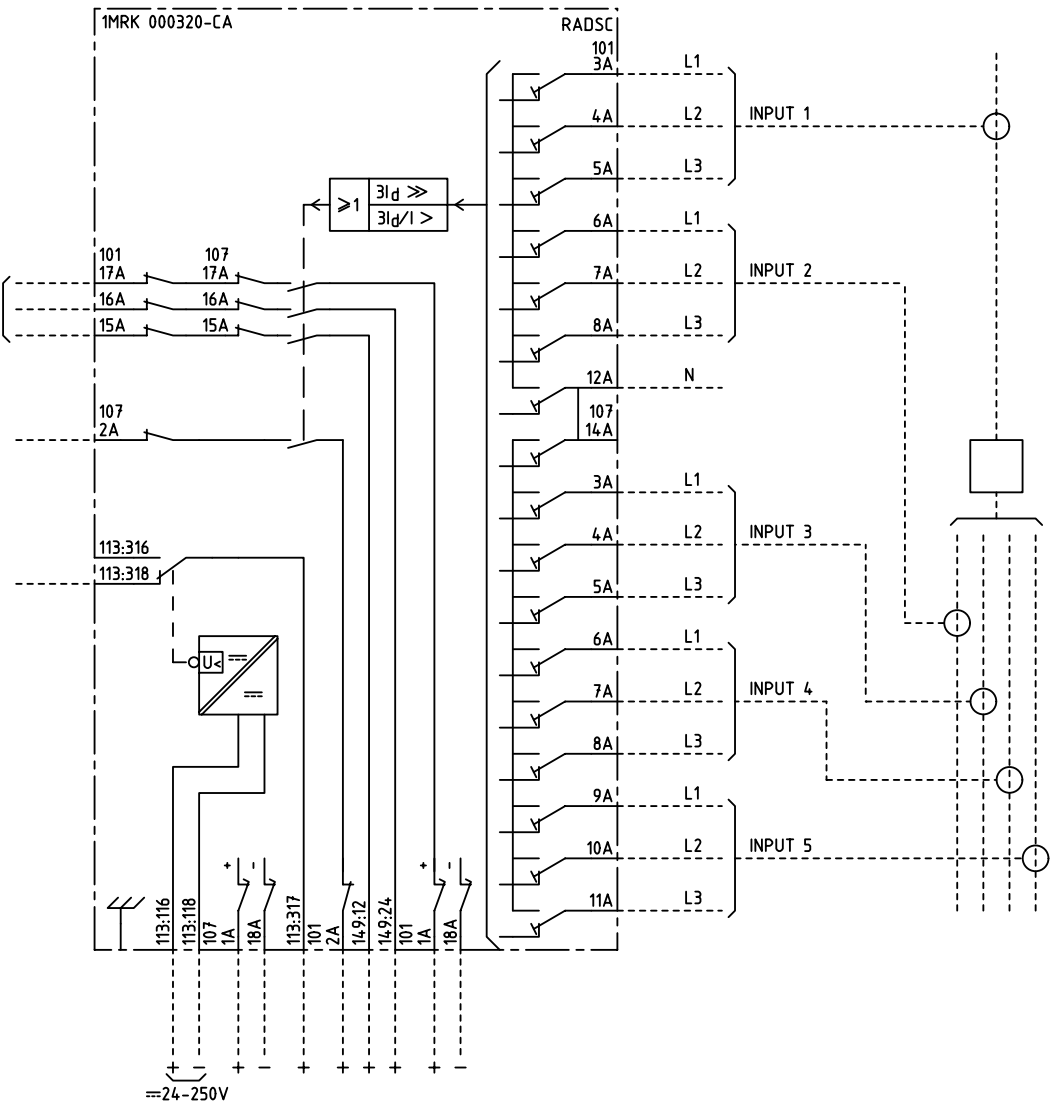 1MRK 000320-CA
RADSC
101
3A L1
4A L2 INPUT 1
5A L3
≥1 3Id >>
3Id/I >
6A L1
101 107
17A 17A 7A L2 INPUT 2
16A 16A
15A 15A 8A L3
12A N
107 107
2A 14A
3A L1
113:316 4A L2 INPUT 3
113:318
5A L3
6A L1
U<
7A L2 INPUT 4
8A L3
9A L1
+ - + -
10A L2 INPUT 5
11A L3
113:116
113:118
107
1A
18A
113:317
101
2A
149:12
149:24
101
1A
18A
+ - + - + + + + + -
24-250V